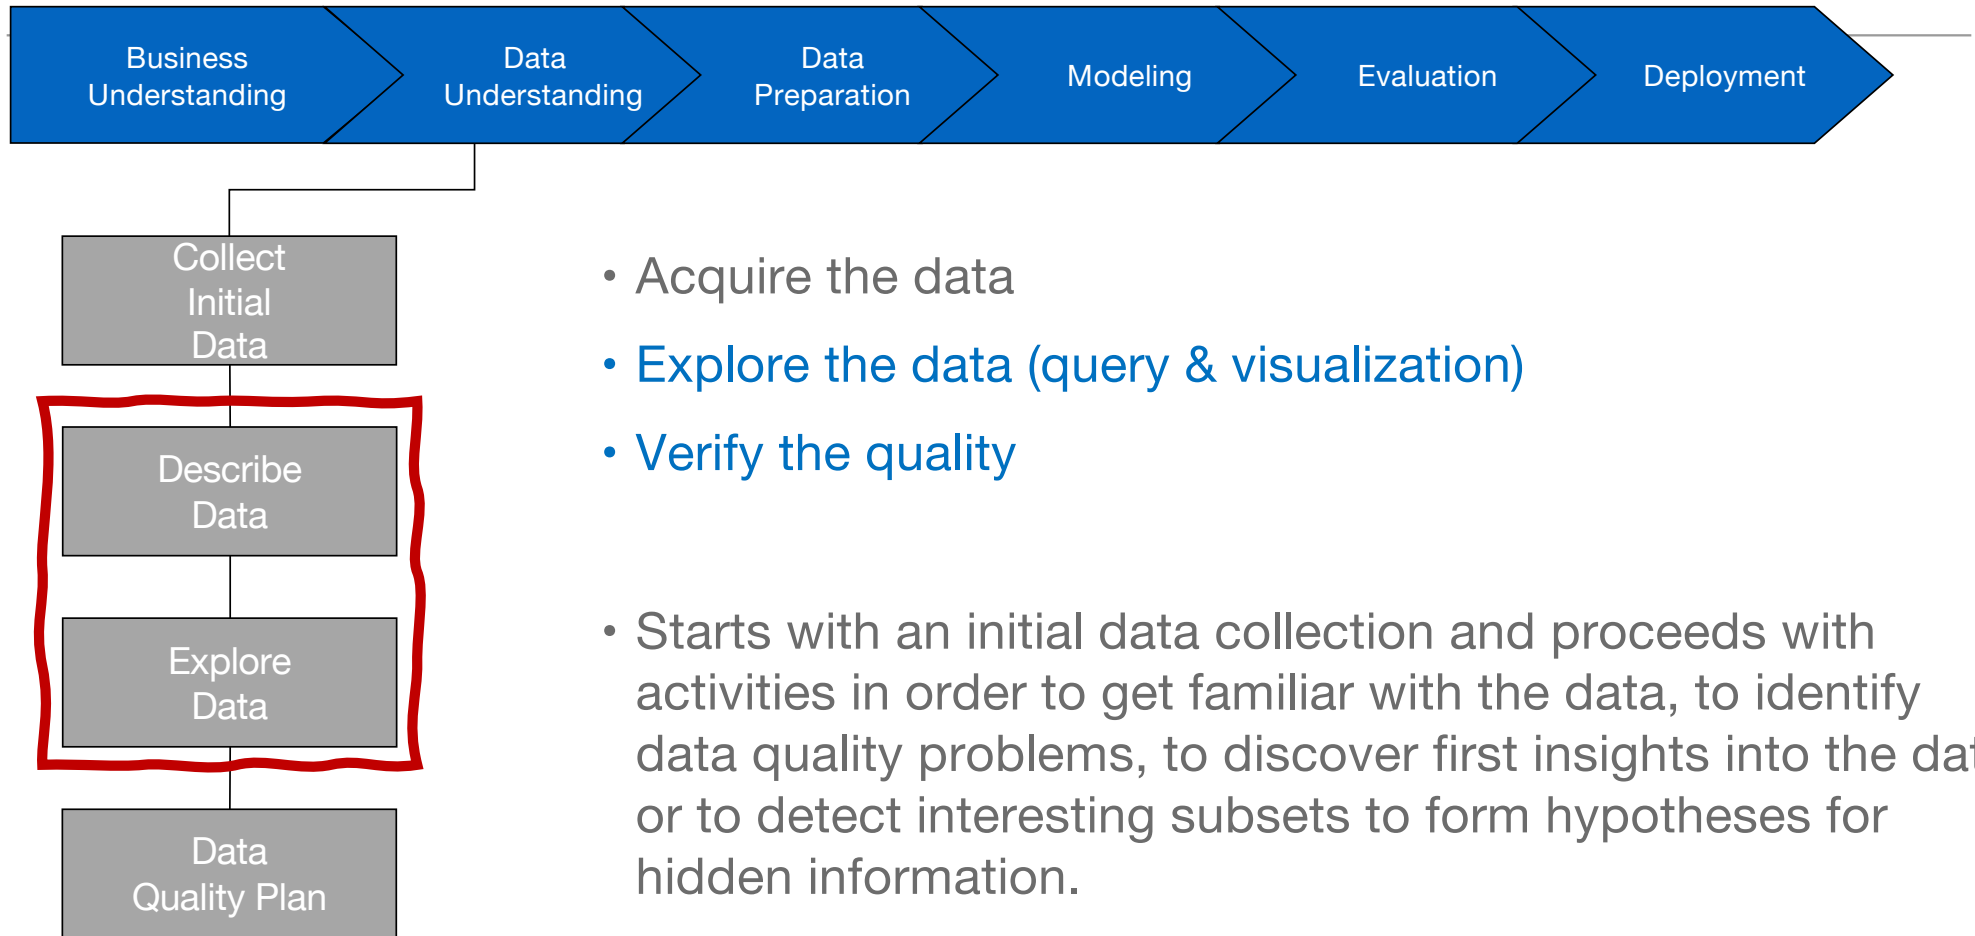 Business
Understanding
Data
Understanding
Data
Preparation
Modeling
Evaluation
Deployment
Collect
Initial
Data
Describe
Data
Explore
Data
Data
Quality Plan
• Acquire the data
• Explore the data (query & visualization)
• Verify the quality
• Starts with an initial data collection and proceeds with
activities in order to get familiar with the data, to identify
data quality problems, to discover first insights into the dat
or to detect interesting subsets to form hypotheses for
hidden information.